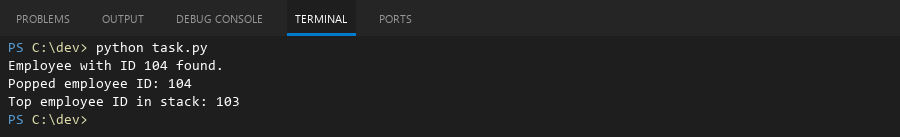 PROBLEMS OUTPUT DEBUG CONSOLE TERMINAL PORTS
PS C:\dev> python task.py
Employee with ID 104 found.
Popped employee ID: 104
Top employee ID in stack: 103
PS C:\dev>